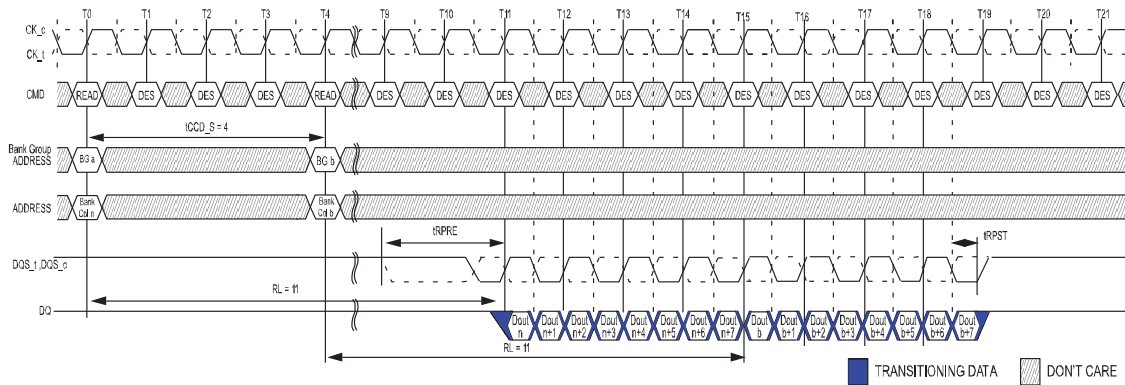 T0 T1 T2 T3 T4 T9 T10 T11 T12 T13 T14 T15 T16 T17 T18 T19 T20 T21
CK_c
CK_t
CMD READ DES DES DES READ DES DES DES DES DES DES DES DES DES DES DES DES DES
tCCD_S = 4
Bank Group
ADDRESS BG a BG b
ADDRESS Bank Col n Bank Col b
tRPRE tRPST
DQS_t,DQS_c
RL = 11
DQ Dout n Dout n+1 Dout n+2 Dout n+3 Dout n+4 Dout n+5 Dout n+6 Dout n+7 Dout b Dout b+1 Dout b+2 Dout b+3 Dout b+4 Dout b+5 Dout b+6 Dout b+7
RL = 11
TRANSITIONING DATA DON'T CARE